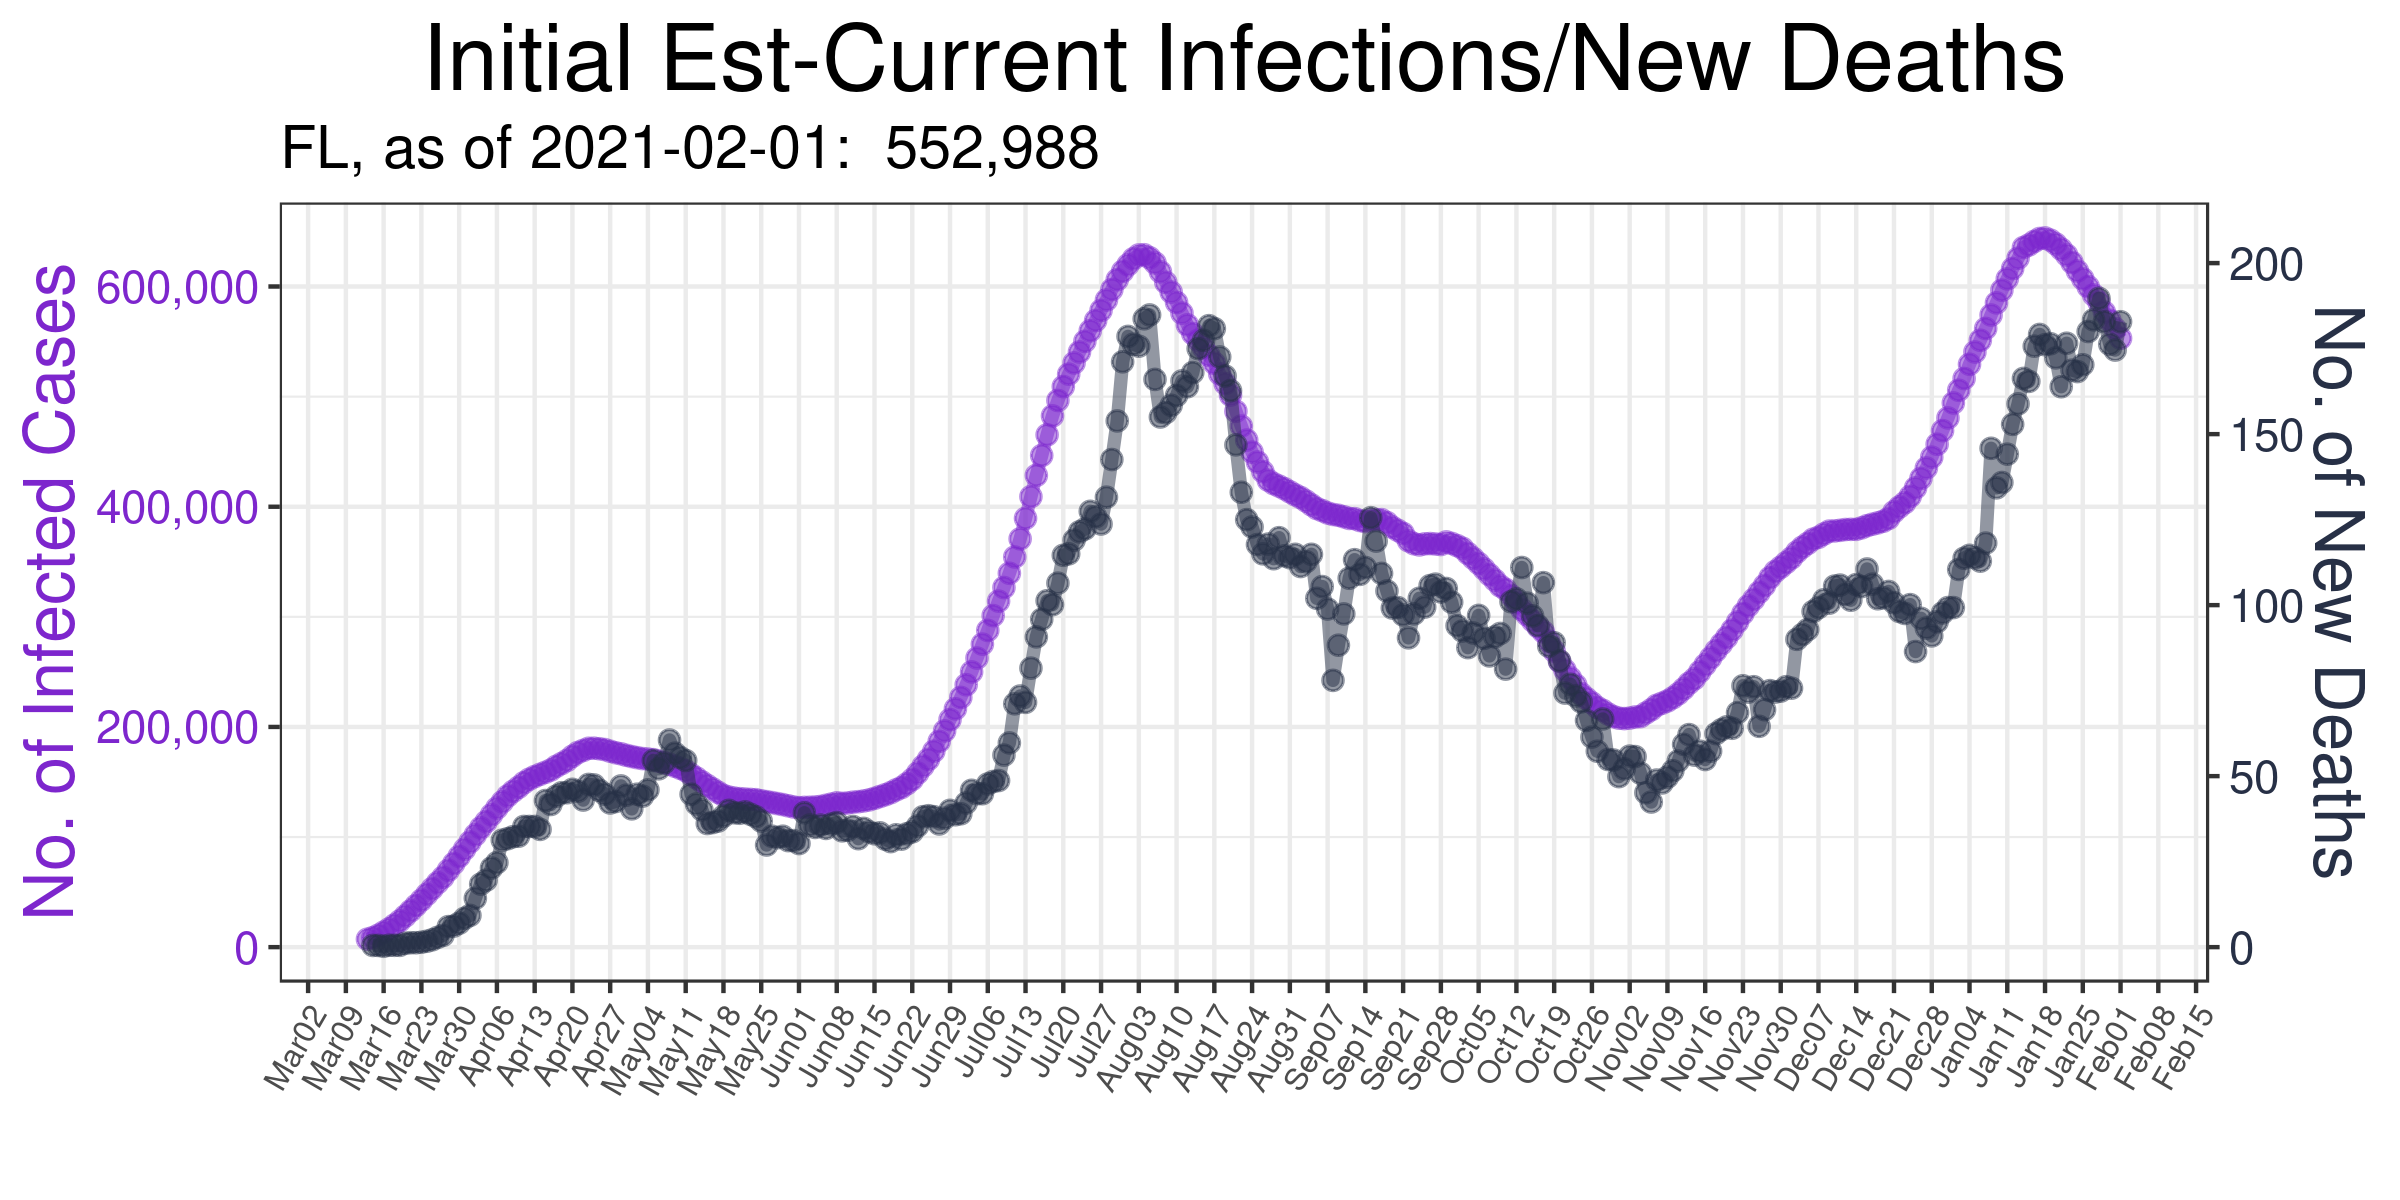 Initial Est-Current Infections/New Deaths
FL, as of 2021-02-01:  552,988
No. of Infected Cases
600,000
400,000
200,000
0
200
150
100
50
0
No. of New Deaths
Mar02
Mar09
Mar16
Mar23
Mar30
Apr06
Apr13
Apr20
Apr27
May04
May11
May18
May25
Jun01
Jun08
Jun15
Jun22
Jun29
Jul06
Jul13
Jul20
Jul27
Aug03
Aug10
Aug17
Aug24
Aug31
Sep07
Sep14
Sep21
Sep28
Oct05
Oct12
Oct19
Oct26
Nov02
Nov09
Nov16
Nov23
Nov30
Dec07
Dec14
Dec21
Dec28
Jan04
Jan11
Jan18
Jan25
Feb01
Feb08
Feb15